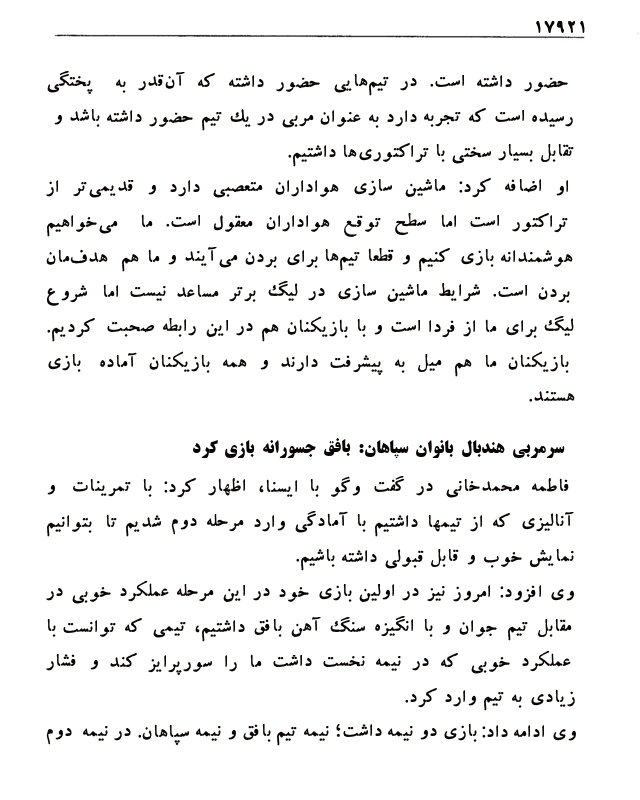 ۱۷۹۲۱
حضور داشته است. در تیم‌هایی حضور داشته که آن‌قدر به پختگی
رسیده است که تجربه دارد به عنوان مربی در یك تیم حضور داشته باشد و
تقابل بسیار سختی با تراکتوری‌ها داشتیم.
او اضافه کرد: ماشین سازی هواداران متعصبی دارد و قدیمی‌تر از
تراکتور است اما سطح توقع هواداران معقول است. ما می‌خواهیم
هوشمندانه بازی کنیم و قطعا تیم‌ها برای بردن می‌آیند و ما هم هدف‌مان
بردن است. شرایط ماشین سازی در لیگ برتر مساعد نیست اما شروع
لیگ برای ما از فردا است و با بازیکنان هم در این رابطه صحبت کردیم.
بازیکنان ما هم میل به پیشرفت دارند و همه بازیکنان آماده بازی
هستند.
سرمربی هندبال بانوان سپاهان: بافق جسورانه بازی کرد
فاطمه محمدخانی در گفت وگو با ایسنا، اظهار کرد: با تمرینات و
آنالیزی که از تیمها داشتیم با آمادگی وارد مرحله دوم شدیم تا بتوانیم
نمایش خوب و قابل قبولی داشته باشیم.
وی افزود: امروز نیز در اولین بازی خود در این مرحله عملکرد خوبی در
مقابل تیم جوان و با انگیزه سنگ آهن بافق داشتیم، تیمی که توانست با
عملکرد خوبی که در نیمه نخست داشت ما را سورپرایز کند و فشار
زیادی به تیم وارد کرد.
وی ادامه داد: بازی دو نیمه داشت؛ نیمه تیم بافق و نیمه سپاهان. در نیمه دوم